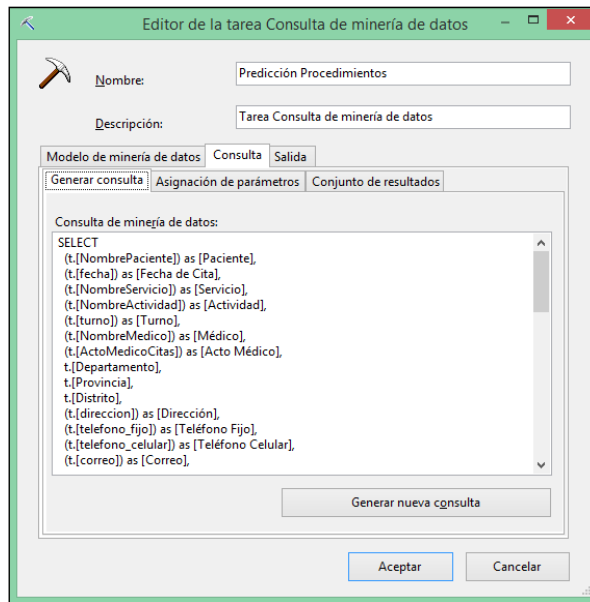 Editor de la tarea Consulta de minería de datos
Nombre: Predicción Procedimientos
Descripción: Tarea Consulta de minería de datos
Modelo de minería de datos Consulta Salida
Generar consulta Asignación de parámetros Conjunto de resultados
Consulta de minería de datos:
SELECT
(t.[NombrePaciente]) as [Paciente],
(t.[fecha]) as [Fecha de Cita],
(t.[NombreServicio]) as [Servicio],
(t.[NombreActividad]) as [Actividad],
(t.[turno]) as [Turno],
(t.[NombreMedico]) as [Médico],
(t.[ActoMedicoCitas]) as [Acto Médico],
t.[Departamento],
t.[Provincia],
t.[Distrito],
(t.[direccion]) as [Dirección],
(t.[telefono_fijo]) as [Teléfono Fijo],
(t.[telefono_celular]) as [Teléfono Celular],
(t.[correo]) as [Correo],
Generar nueva consulta
Aceptar Cancelar